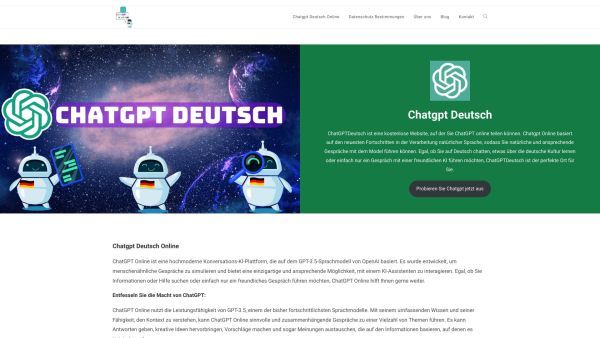 Chatgpt Deutsch Online Datenschutz Bestimmungen Über uns Blog Kontakt
CHATGPT DEUTSCH
Chatgpt Deutsch
ChatGPTDeutsch ist eine kostenlose Website, auf der Sie ChatGPT online teilen können. Chatgpt Online basiert
auf den neuesten Fortschritten in der Verarbeitung natürlicher Sprache, sodass Sie natürliche und ansprechende
Gespräche mit dem Model führen können. Egal, ob Sie auf Deutsch chatten, etwas über die deutsche Kultur lernen
oder einfach nur ein Gespräch mit einer freundlichen KI führen möchten, ChatGPTDeutsch ist der perfekte Ort für
Sie.
Probieren Sie Chatgpt jetzt aus
Chatgpt Deutsch Online
ChatGPT Online ist eine hochmoderne Konversations-KI-Plattform, die auf dem GPT-3.5-Sprachmodell von OpenAI basiert. Es wurde entwickelt, um
menschenähnliche Gespräche zu simulieren und bietet eine einzigartige und ansprechende Möglichkeit, mit einem KI-Assistenten zu interagieren. Egal, ob Sie
Informationen oder Hilfe suchen oder einfach nur ein freundliches Gespräch führen möchten, ChatGPT Online hilft Ihnen gerne weiter.
Entfesseln Sie die Macht von ChatGPT:
ChatGPT Online nutzt die Leistungsfähigkeit von GPT-3.5, einem der bisher fortschrittlichsten Sprachmodelle. Mit seinem umfassenden Wissen und seiner
Fähigkeit, den Kontext zu verstehen, kann ChatGPT Online sinnvolle und zusammenhängende Gespräche zu einer Vielzahl von Themen führen. Es kann
Antworten geben, kreative Ideen hervorbringen, Vorschläge machen und sogar Meinungen austauschen, die auf den Informationen basieren, auf denen es